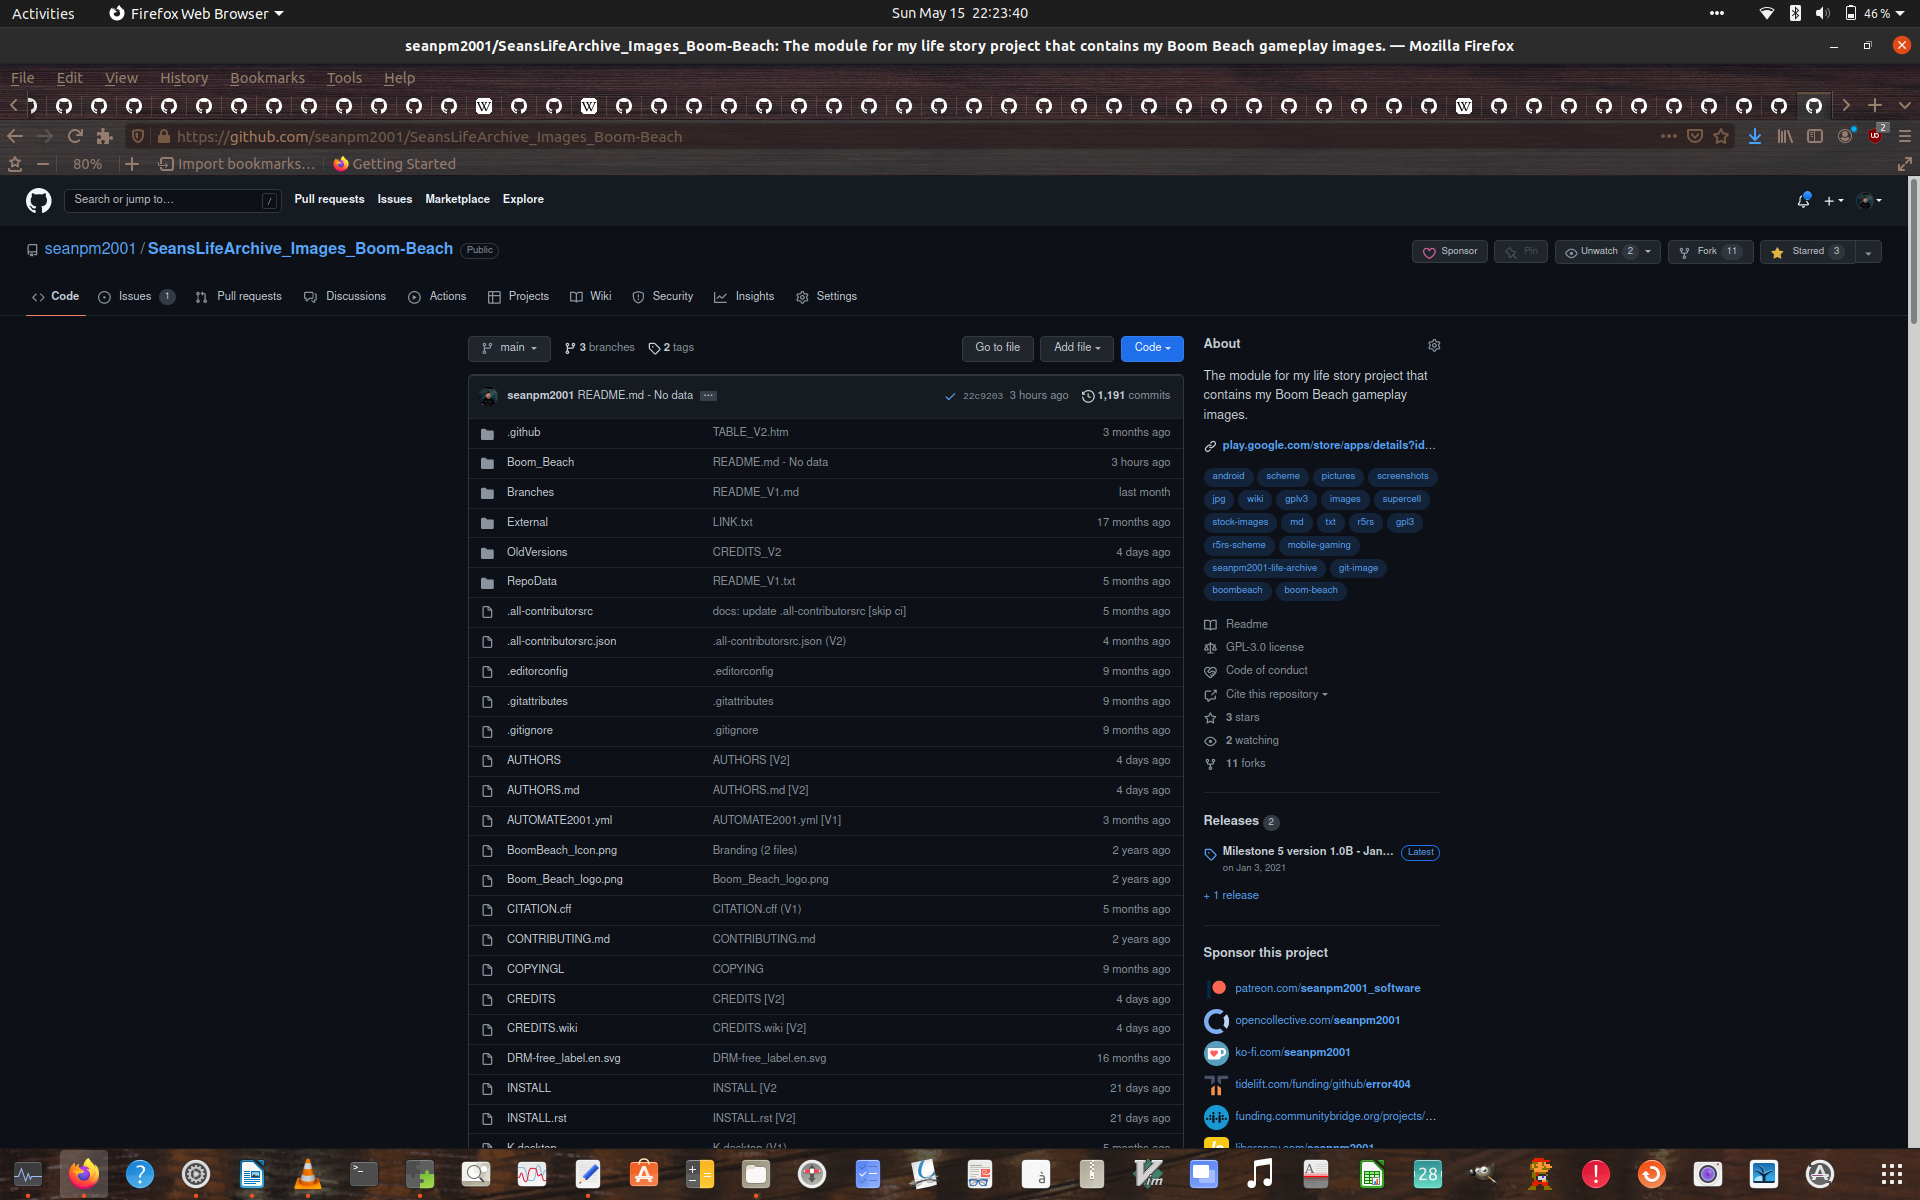 Activities Firefox Web Browser Sun May 15 22:23:40 46 %
seanpm2001/SeansLifeArchive_Images_Boom-Beach: The module for my life story project that contains my Boom Beach gameplay images. — Mozilla Firefox
File Edit View History Bookmarks Tools Help
https://github.com/seanpm2001/SeansLifeArchive_Images_Boom-Beach 2
80% Import bookmarks... Getting Started
Search or jump to... / Pull requests Issues Marketplace Explore
seanpm2001 / SeansLifeArchive_Images_Boom-Beach Public Sponsor Pin Unwatch 2 Fork 11 Starred 3
Code Issues 1 Pull requests Discussions Actions Projects Wiki Security Insights Settings
main 3 branches 2 tags Go to file Add file Code
seanpm2001 README.md - No data ... 22c9203 3 hours ago 1,191 commits
.github TABLE_V2.htm 3 months ago
Boom_Beach README.md - No data 3 hours ago
Branches README_V1.md last month
External LINK.txt 17 months ago
OldVersions CREDITS_V2 4 days ago
RepoData README_V1.txt 5 months ago
.all-contributorsrc docs: update .all-contributorsrc [skip ci] 5 months ago
.all-contributorsrc.json .all-contributorsrc.json (V2) 4 months ago
.editorconfig .editorconfig 9 months ago
.gitattributes .gitattributes 9 months ago
.gitignore .gitignore 9 months ago
AUTHORS AUTHORS [V2] 4 days ago
AUTHORS.md AUTHORS.md [V2] 4 days ago
AUTOMATE2001.yml AUTOMATE2001.yml [V1] 3 months ago
BoomBeach_Icon.png Branding (2 files) 2 years ago
Boom_Beach_logo.png Boom_Beach_logo.png 2 years ago
CITATION.cff CITATION.cff (V1) 5 months ago
CONTRIBUTING.md CONTRIBUTING.md 2 years ago
COPYINGL COPYING 9 months ago
CREDITS CREDITS [V2] 4 days ago
CREDITS.wiki CREDITS.wiki [V2] 4 days ago
DRM-free_label.en.svg DRM-free_label.en.svg 16 months ago
INSTALL INSTALL [V2 21 days ago
INSTALL.rst INSTALL.rst [V2] 21 days ago
K.desktop K.desktop (V1) 5 months ago
About
The module for my life story project that
contains my Boom Beach gameplay
images.
play.google.com/store/apps/details?id...
android scheme pictures screenshots
jpg wiki gplv3 images supercell
stock-images md txt r5rs gpl3
r5rs-scheme mobile-gaming
seanpm2001-life-archive git-image
boombeach boom-beach
Readme
GPL-3.0 license
Code of conduct
Cite this repository
3 stars
2 watching
11 forks
Releases 2
Milestone 5 version 1.0B - Jan... Latest
on Jan 3, 2021
+ 1 release
Sponsor this project
patreon.com/seanpm2001_software
opencollective.com/seanpm2001
ko-fi.com/seanpm2001
tidelift.com/funding/github/error404
funding.communitybridge.org/projects/...
liberapay.com/seanpm2001
28